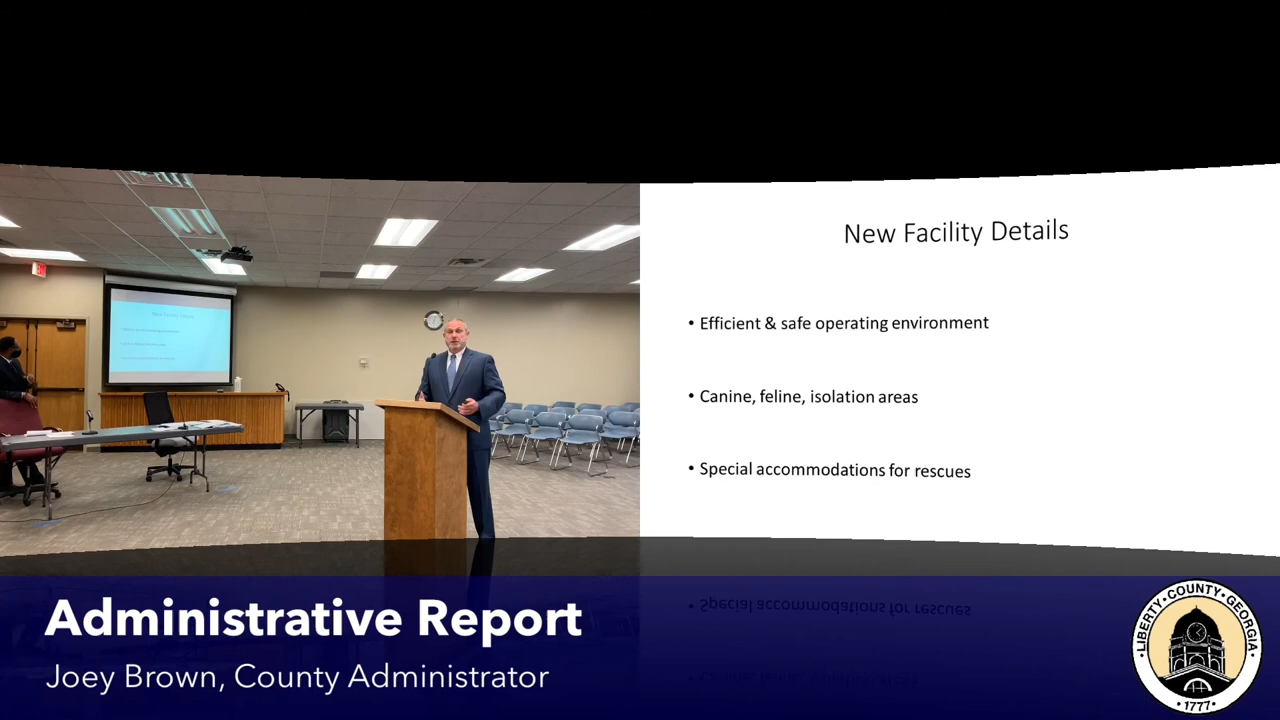 New Facility Details
• Efficient & safe operating environment
• Canine, feline, isolation areas
• Special accommodations for rescues
Administrative Report
Joey Brown, County Administrator
LIBERTY • COUNTY • GEORGIA
• 1777 •